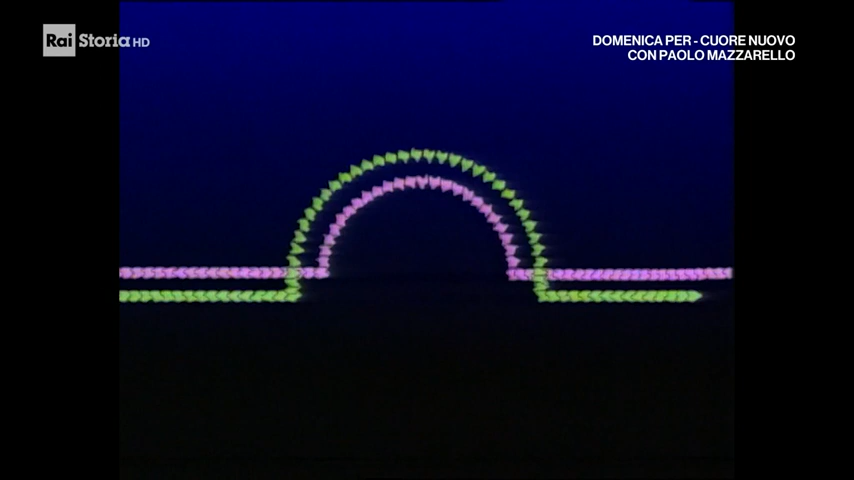 Rai Storia HD
DOMENICA PER - CUORE NUOVO
CON PAOLO MAZZARELLO